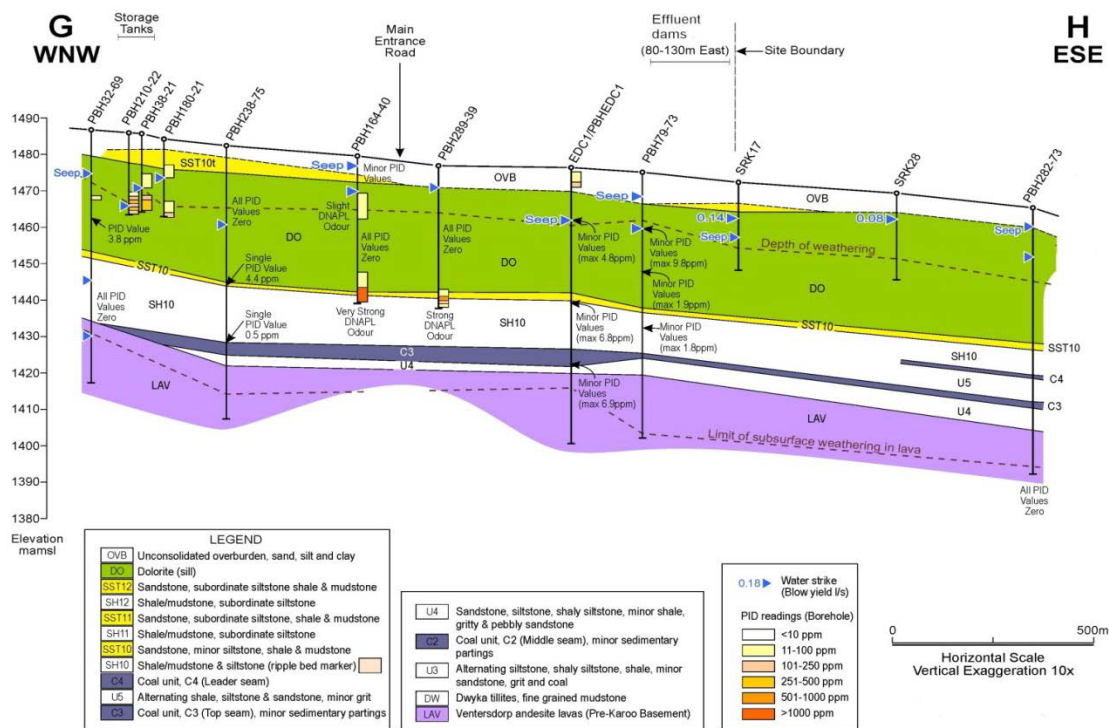 G
WNW
Storage
Tanks
Main
Entrance
Road
Effluent
dams
(80-130m East)
Site Boundary
H
ESE
PBH32-69
PBH210-22
PBH38-21
PBH180-21
PBH238-75
PBH164-40
PBH289-39
EDC1/PBHEDC1
PBH79-73
SRK17
SRK28
PBH282-73
1490
1480
1470
1460
1450
1440
1430
1420
1410
1400
1390
1380
Elevation
mamsl
Seep
PID Value
3.8 ppm
All PID
Values
Zero
SST10t
All PID
Values
Zero
Single
PID Value
4.4 ppm
Single
PID Value
0.5 ppm
Seep
Minor PID
Values
Slight
DNAPL
Odour
All PID
Values
Zero
Very Strong
DNAPL
Odour
All PID
Values
Zero
Strong
DNAPL
Odour
OVB
Seep
Minor PID
Values
(max 4.8ppm)
Minor PID
Values
(max 6.8ppm)
Minor PID
Values
(max 6.9ppm)
Seep
Minor PID
Values
(max 9.8ppm)
Minor PID
Values
(max 1.9ppm)
Minor PID
Values
(max 1.8ppm)
0.14
Seep
OVB
0.08
Depth of weathering
DO
DO
DO
SST10
SST10
SST10
SH10
SH10
SH10
C3
U4
C4
U5
C3
U4
LAV
LAV
Limit of subsurface weathering in lava
All PID
Values
Zero
LEGEND
OVB Unconsolidated overburden, sand, silt and clay
DO Dolorite (sill)
SST12 Sandstone, subordinate siltstone shale & mudstone
SH12 Shale/mudstone, subordinate siltstone
SST11 Sandstone, subordinate siltstone, shale & mudstone
SH11 Shale/mudstone, subordinate siltstone
SST10 Sandstone, minor siltstone, shale & mudstone
SH10 Shale/mudstone & siltstone (ripple bed marker)
C4 Coal unit, C4 (Leader seam)
U5 Alternating shale, siltstone & sandstone, minor grit
C3 Coal unit, C3 (Top seam), minor sedimentary partings
U4 Sandstone, siltstone, shaly siltstone, minor shale,
gritty & pebbly sandstone
C2 Coal unit, C2 (Middle seam), minor sedimentary
partings
U3 Alternating siltstone, shaly siltstone, shale, minor
sandstone, grit and coal
DW Dwyka tillites, fine grained mudstone
LAV Ventersdorp andesite lavas (Pre-Karoo Basement)
0.18 Water strike
(Blow yield l/s)
PID readings (Borehole)
<10 ppm
11-100 ppm
101-250 ppm
251-500 ppm
501-1000 ppm
>1000 ppm
0
500m
Horizontal Scale
Vertical Exaggeration 10x